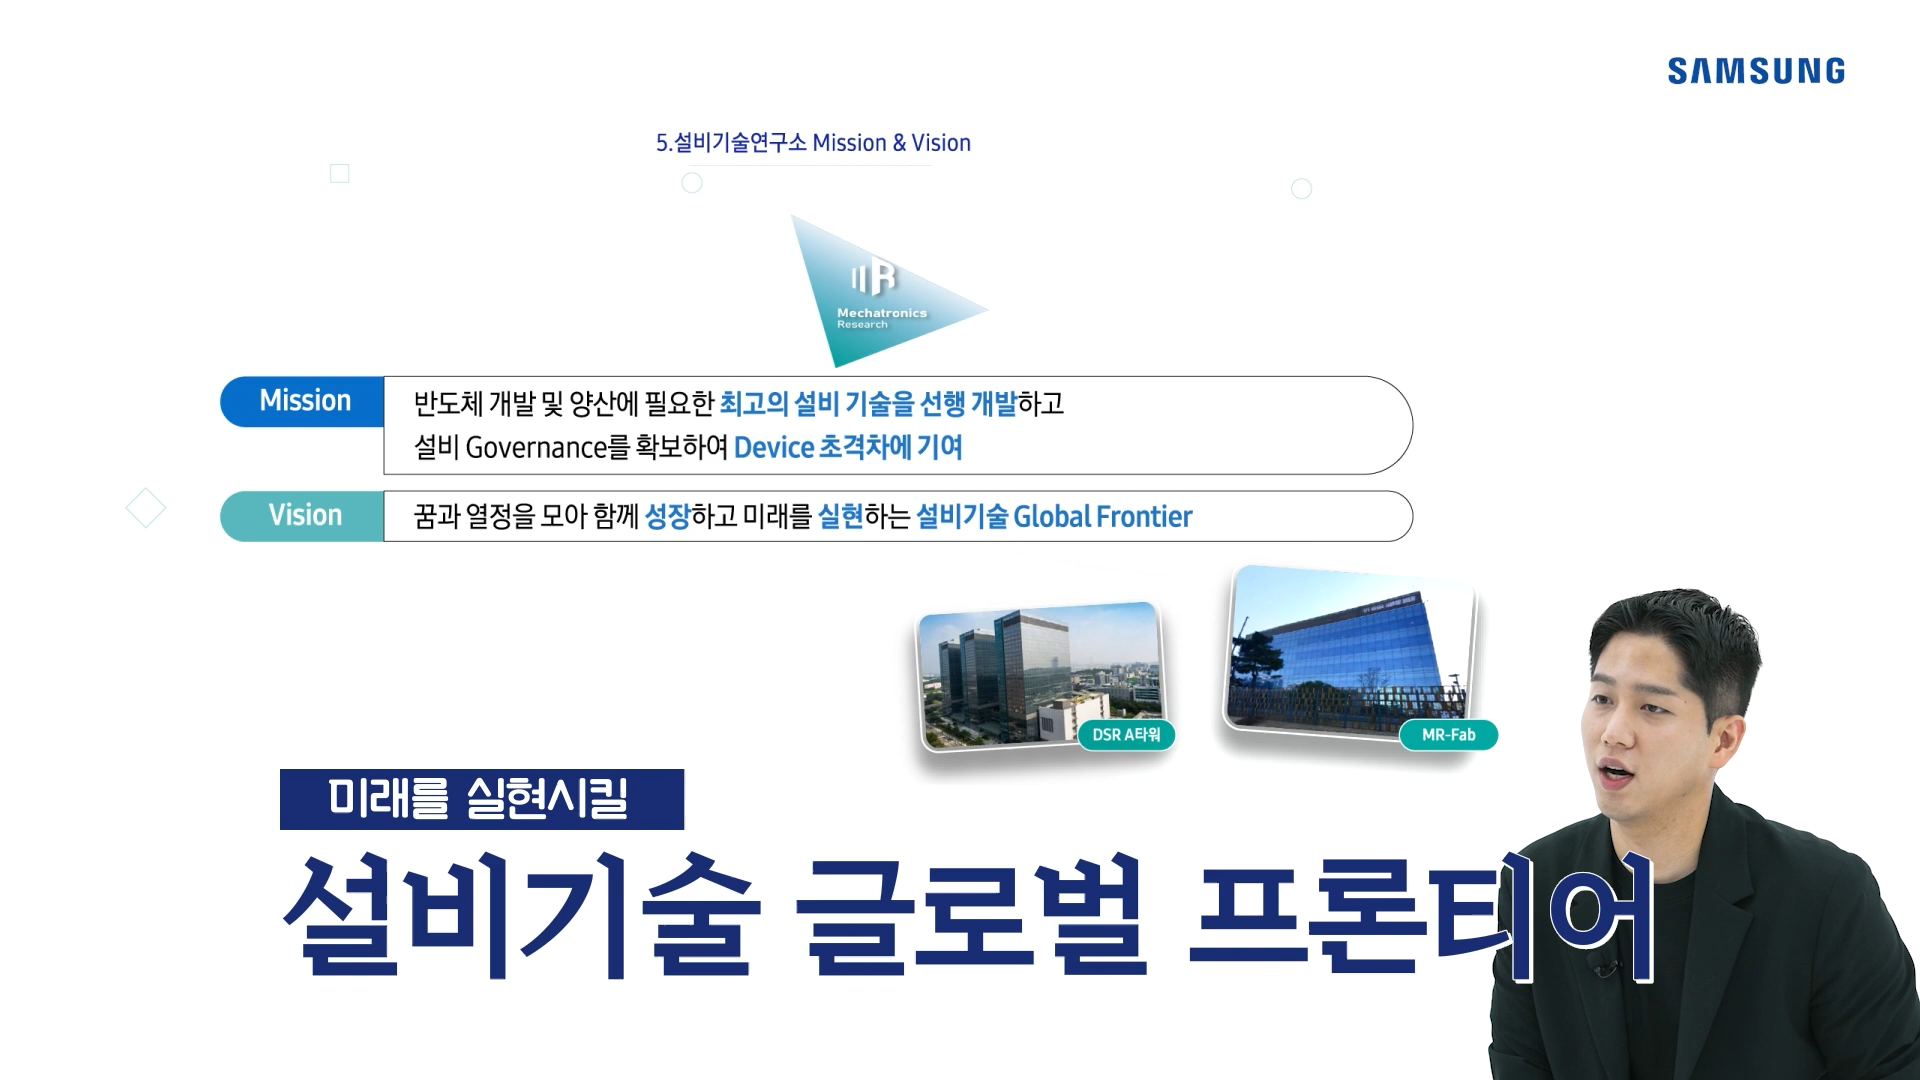 SAMSUNG
5.설비기술연구소 Mission & Vision
Mechatronics
Research
Mission
반도체 개발 및 양산에 필요한 최고의 설비 기술을 선행 개발하고
설비 Governance를 확보하여 Device 초격차에 기여
Vision
꿈과 열정을 모아 함께 성장하고 미래를 실현하는 설비기술 Global Frontier
DSR A타워
MR-Fab
미래를 실현시킬
설비기술 글로벌 프론티어